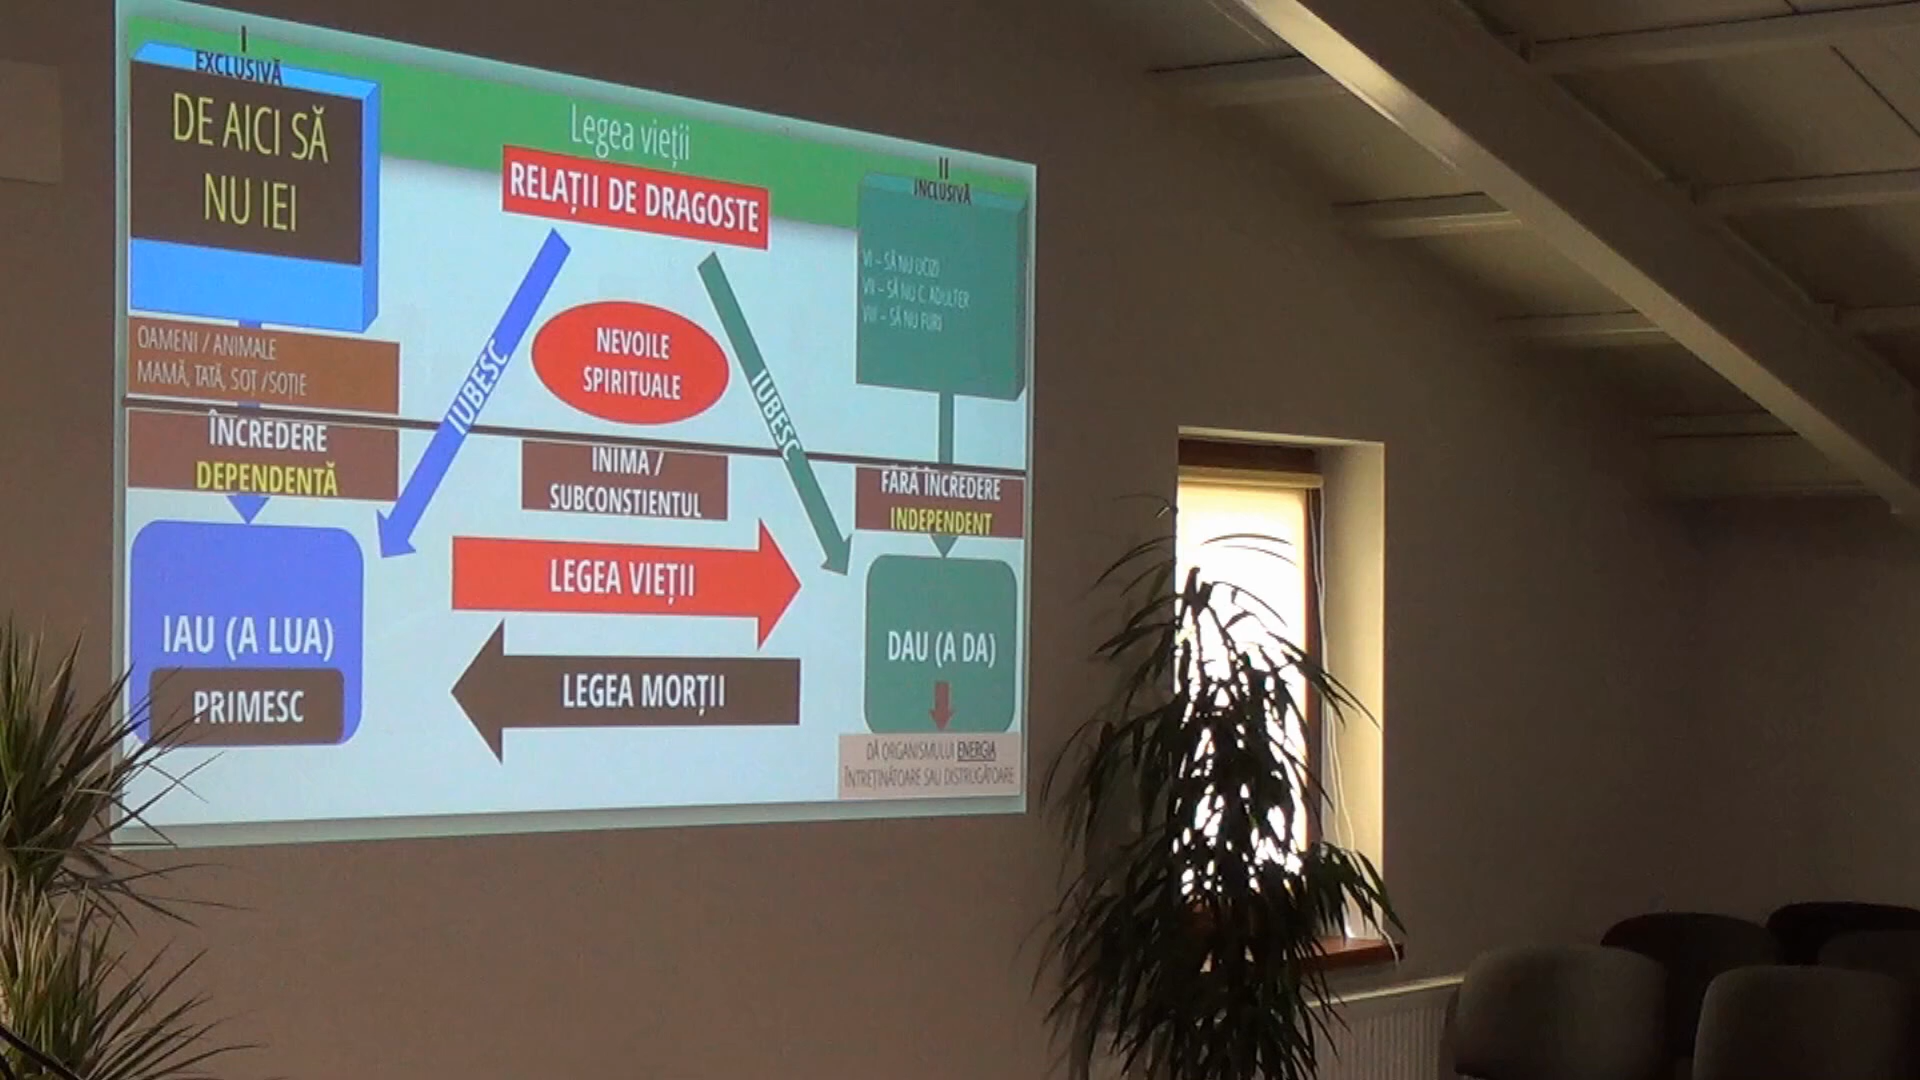 I
EXCLUSIVĂ
DE AICI SĂ
NU IEI
OAMENI / ANIMALE
MAMĂ, TATĂ, SOȚ /SOȚIE
ÎNCREDERE
DEPENDENTĂ
IAU (A LUA)
PRIMESC
Legea vieții
RELAȚII DE DRAGOSTE
IUBESC
NEVOILE
SPIRITUALE
IUBESC
INIMA /
SUBCONȘTIENTUL
LEGEA VIEȚII
LEGEA MORȚII
II
INCLUSIVĂ
VI – SĂ NU UCIZI
VII – SĂ NU C. ADULTER
VIII – SĂ NU FURI
FĂRĂ ÎNCREDERE
INDEPENDENT
DAU (A DA)
DĂ ORGANISMULUI ENERGIA
ÎNTREȚINĂTOARE SAU DISTRUGĂTOARE